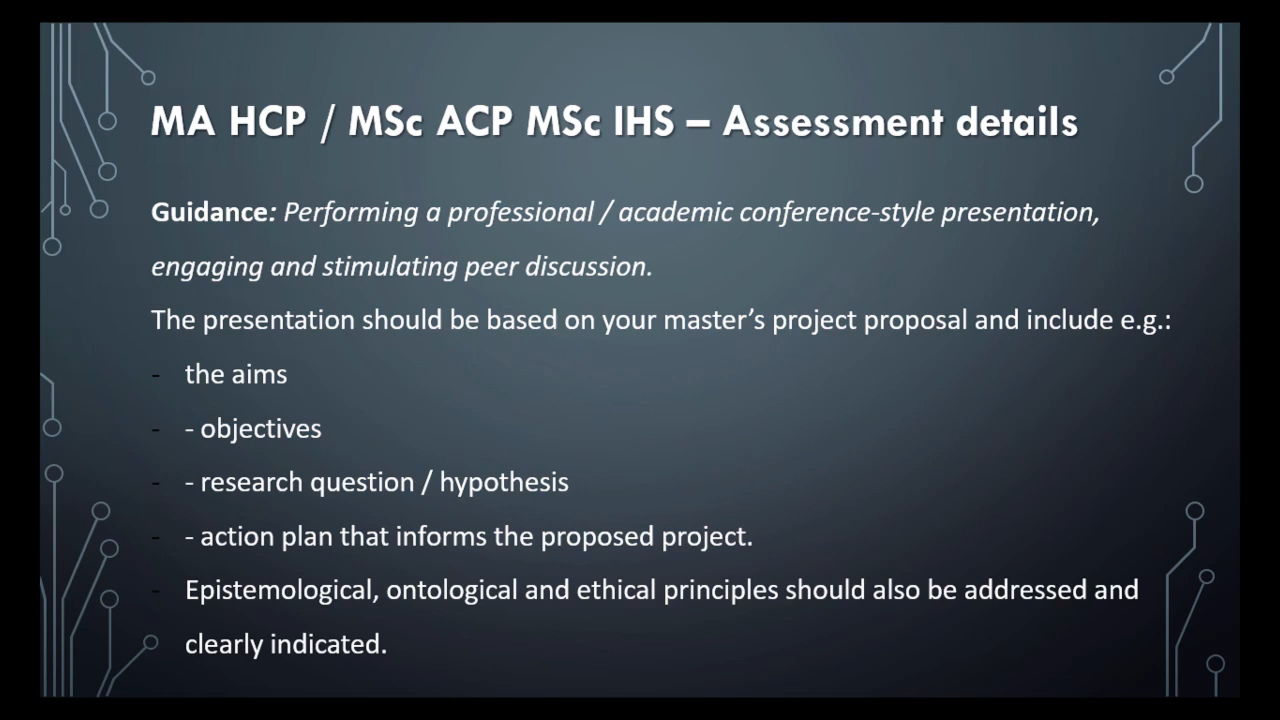 MA HCP / MSc ACP MSc IHS – Assessment details
Guidance: Performing a professional / academic conference-style presentation,
engaging and stimulating peer discussion.
The presentation should be based on your master’s project proposal and include e.g.:
- the aims
- - objectives
- - research question / hypothesis
- - action plan that informs the proposed project.
- Epistemological, ontological and ethical principles should also be addressed and
clearly indicated.